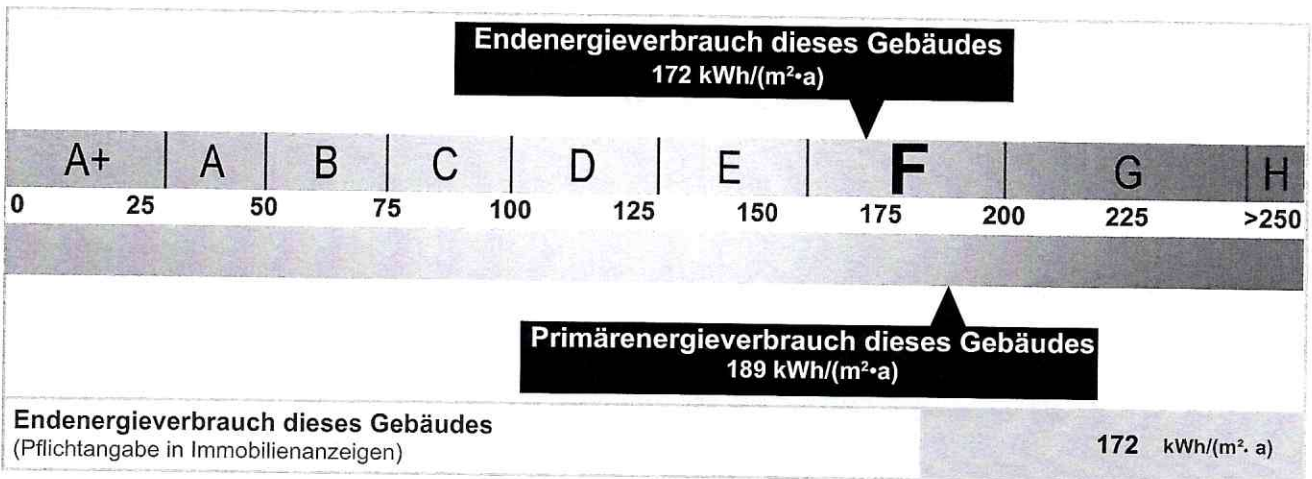 Endenergieverbrauch dieses Gebäudes
172 kWh/(m²•a)
A+ A B C D E F G H
0 25 50 75 100 125 150 175 200 225 >250
Primärenergieverbrauch dieses Gebäudes
189 kWh/(m²•a)
Endenergieverbrauch dieses Gebäudes
(Pflichtangabe in Immobilienanzeigen)
172 kWh/(m²· a)